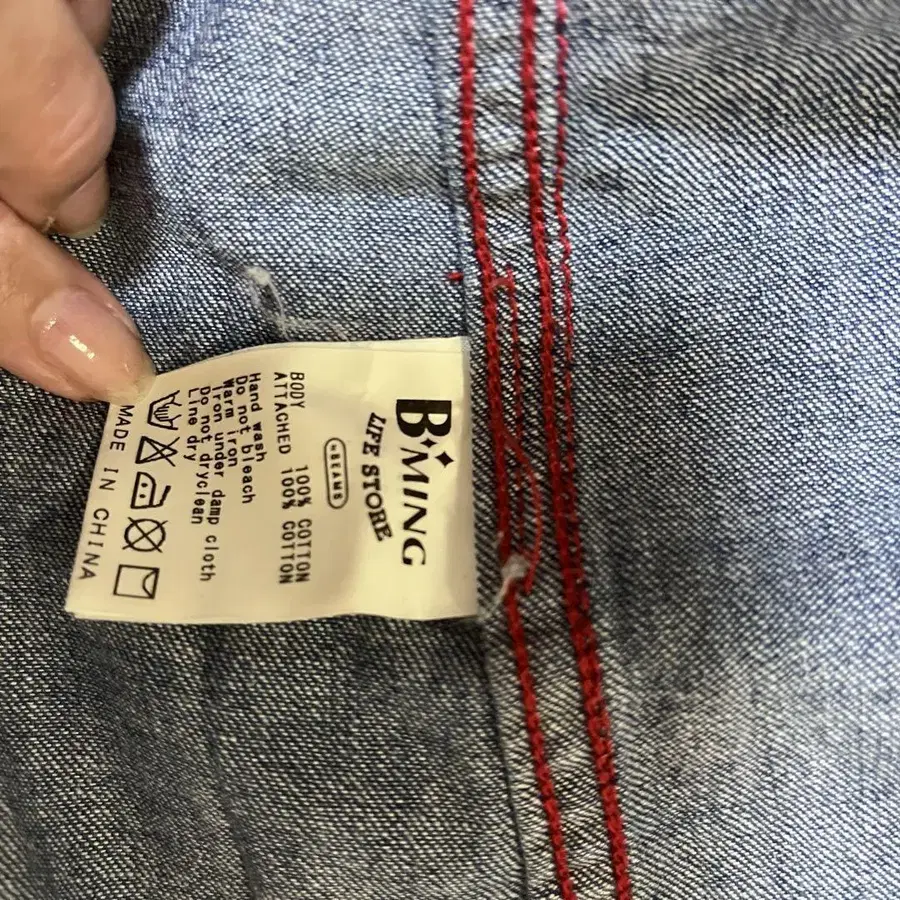 B✦MING
LIFE STORE
≈BEAMS
BODY 100% COTTON
ATTACHED 100% COTTON
Hand wash
Do not bleach
Warm iron
Iron under damp cloth
Do not dryclean
Line dry
MADE IN CHINA